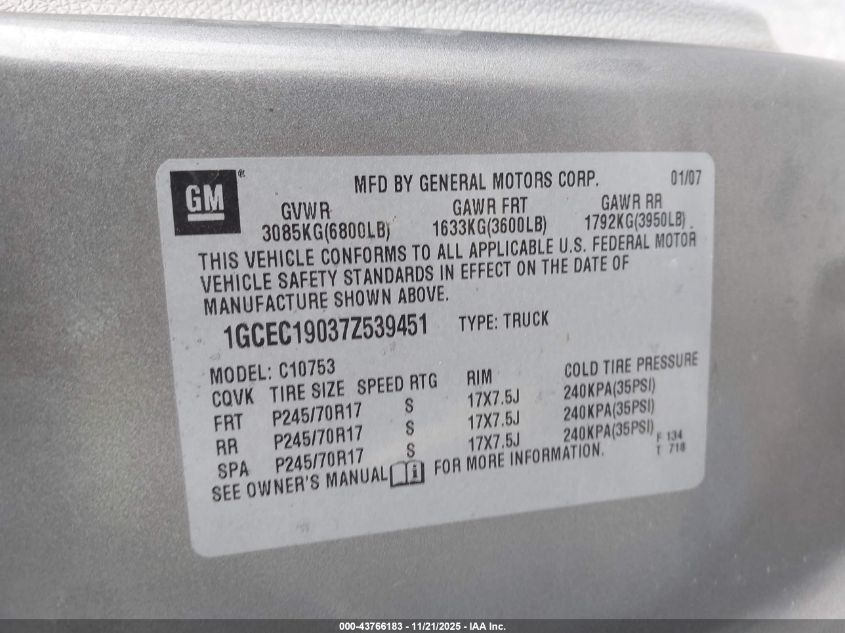 GM
MFD BY GENERAL MOTORS CORP. 01/07
GVWR GAWR FRT GAWR RR
3085KG(6800LB) 1633KG(3600LB) 1792KG(3950LB)
THIS VEHICLE CONFORMS TO ALL APPLICABLE U.S. FEDERAL MOTOR
VEHICLE SAFETY STANDARDS IN EFFECT ON THE DATE OF
MANUFACTURE SHOWN ABOVE.
1GCEC19037Z539451 TYPE: TRUCK
MODEL: C10753
CQVK TIRE SIZE SPEED RTG RIM COLD TIRE PRESSURE
FRT P245/70R17 S 17X7.5J 240KPA(35PSI)
RR P245/70R17 S 17X7.5J 240KPA(35PSI)
SPA P245/70R17 S 17X7.5J 240KPA(35PSI)
F 134
T 718
SEE OWNER'S MANUAL FOR MORE INFORMATION.
000-43766183 - 11/21/2025 - IAA Inc.